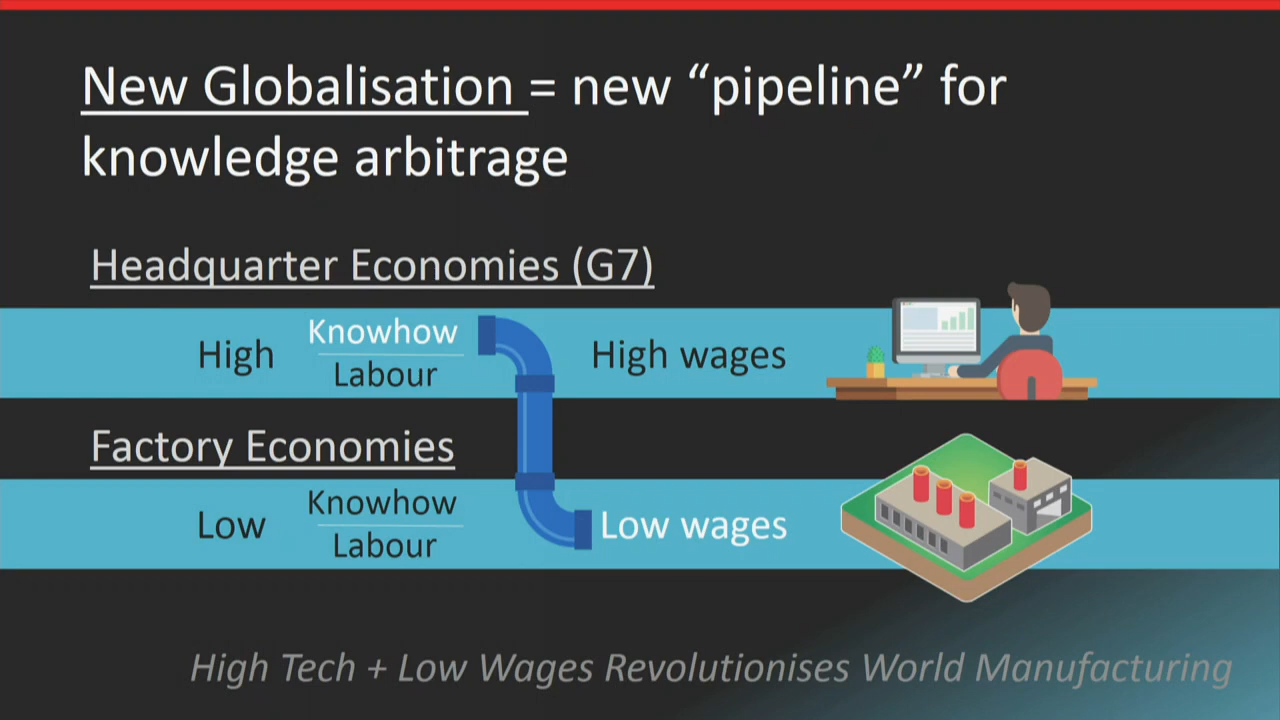 New Globalisation = new “pipeline” for
knowledge arbitrage
Headquarter Economies (G7)
High Knowhow High wages
Labour
Factory Economies
Low Knowhow Low wages
Labour
High Tech + Low Wages Revolutionises World Manufacturing